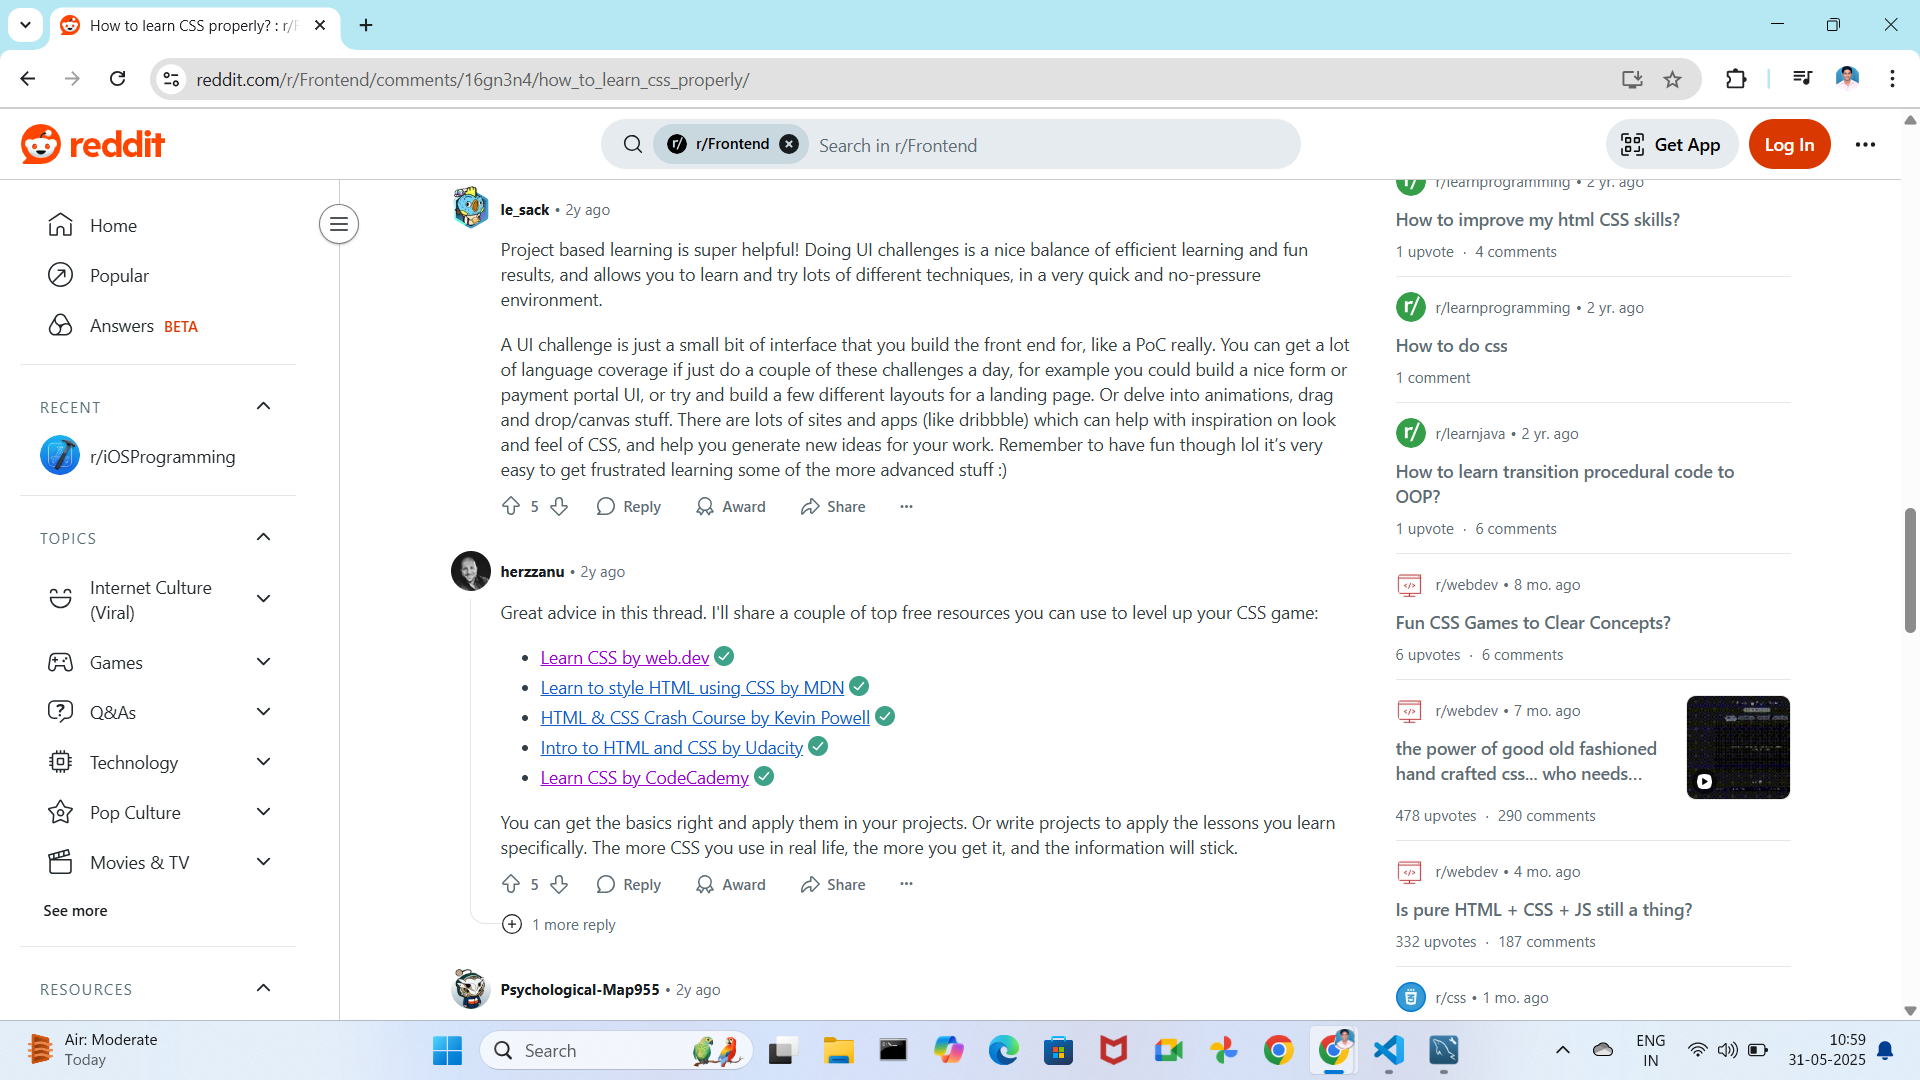 How to learn CSS properly? : r/F
reddit.com/r/Frontend/comments/16gn3n4/how_to_learn_css_properly/
reddit
r/ r/Frontend
Search in r/Frontend
Get App
Log In
Home
Popular
Answers BETA
RECENT
r/iOSProgramming
TOPICS
Internet Culture
(Viral)
Games
Q&As
Technology
Pop Culture
Movies & TV
See more
RESOURCES
le_sack • 2y ago
Project based learning is super helpful! Doing UI challenges is a nice balance of efficient learning and fun
results, and allows you to learn and try lots of different techniques, in a very quick and no-pressure
environment.
A UI challenge is just a small bit of interface that you build the front end for, like a PoC really. You can get a lot
of language coverage if just do a couple of these challenges a day, for example you could build a nice form or
payment portal UI, or try and build a few different layouts for a landing page. Or delve into animations, drag
and drop/canvas stuff. There are lots of sites and apps (like dribbble) which can help with inspiration on look
and feel of CSS, and help you generate new ideas for your work. Remember to have fun though lol it’s very
easy to get frustrated learning some of the more advanced stuff :)
5 Reply Award Share
herzzanu • 2y ago
Great advice in this thread. I'll share a couple of top free resources you can use to level up your CSS game:
• Learn CSS by web.dev
• Learn to style HTML using CSS by MDN
• HTML & CSS Crash Course by Kevin Powell
• Intro to HTML and CSS by Udacity
• Learn CSS by CodeCademy
You can get the basics right and apply them in your projects. Or write projects to apply the lessons you learn
specifically. The more CSS you use in real life, the more you get it, and the information will stick.
5 Reply Award Share
1 more reply
Psychological-Map955 • 2y ago
r/ r/learnprogramming • 2 yr. ago
How to improve my html CSS skills?
1 upvote · 4 comments
r/ r/learnprogramming • 2 yr. ago
How to do css
1 comment
r/ r/learnjava • 2 yr. ago
How to learn transition procedural code to
OOP?
1 upvote · 6 comments
r/webdev • 8 mo. ago
Fun CSS Games to Clear Concepts?
6 upvotes · 6 comments
r/webdev • 7 mo. ago
the power of good old fashioned
hand crafted css... who needs...
478 upvotes · 290 comments
r/webdev • 4 mo. ago
Is pure HTML + CSS + JS still a thing?
332 upvotes · 187 comments
r/css • 1 mo. ago
Air: Moderate
Today
Search
ENG
IN
10:59
31-05-2025